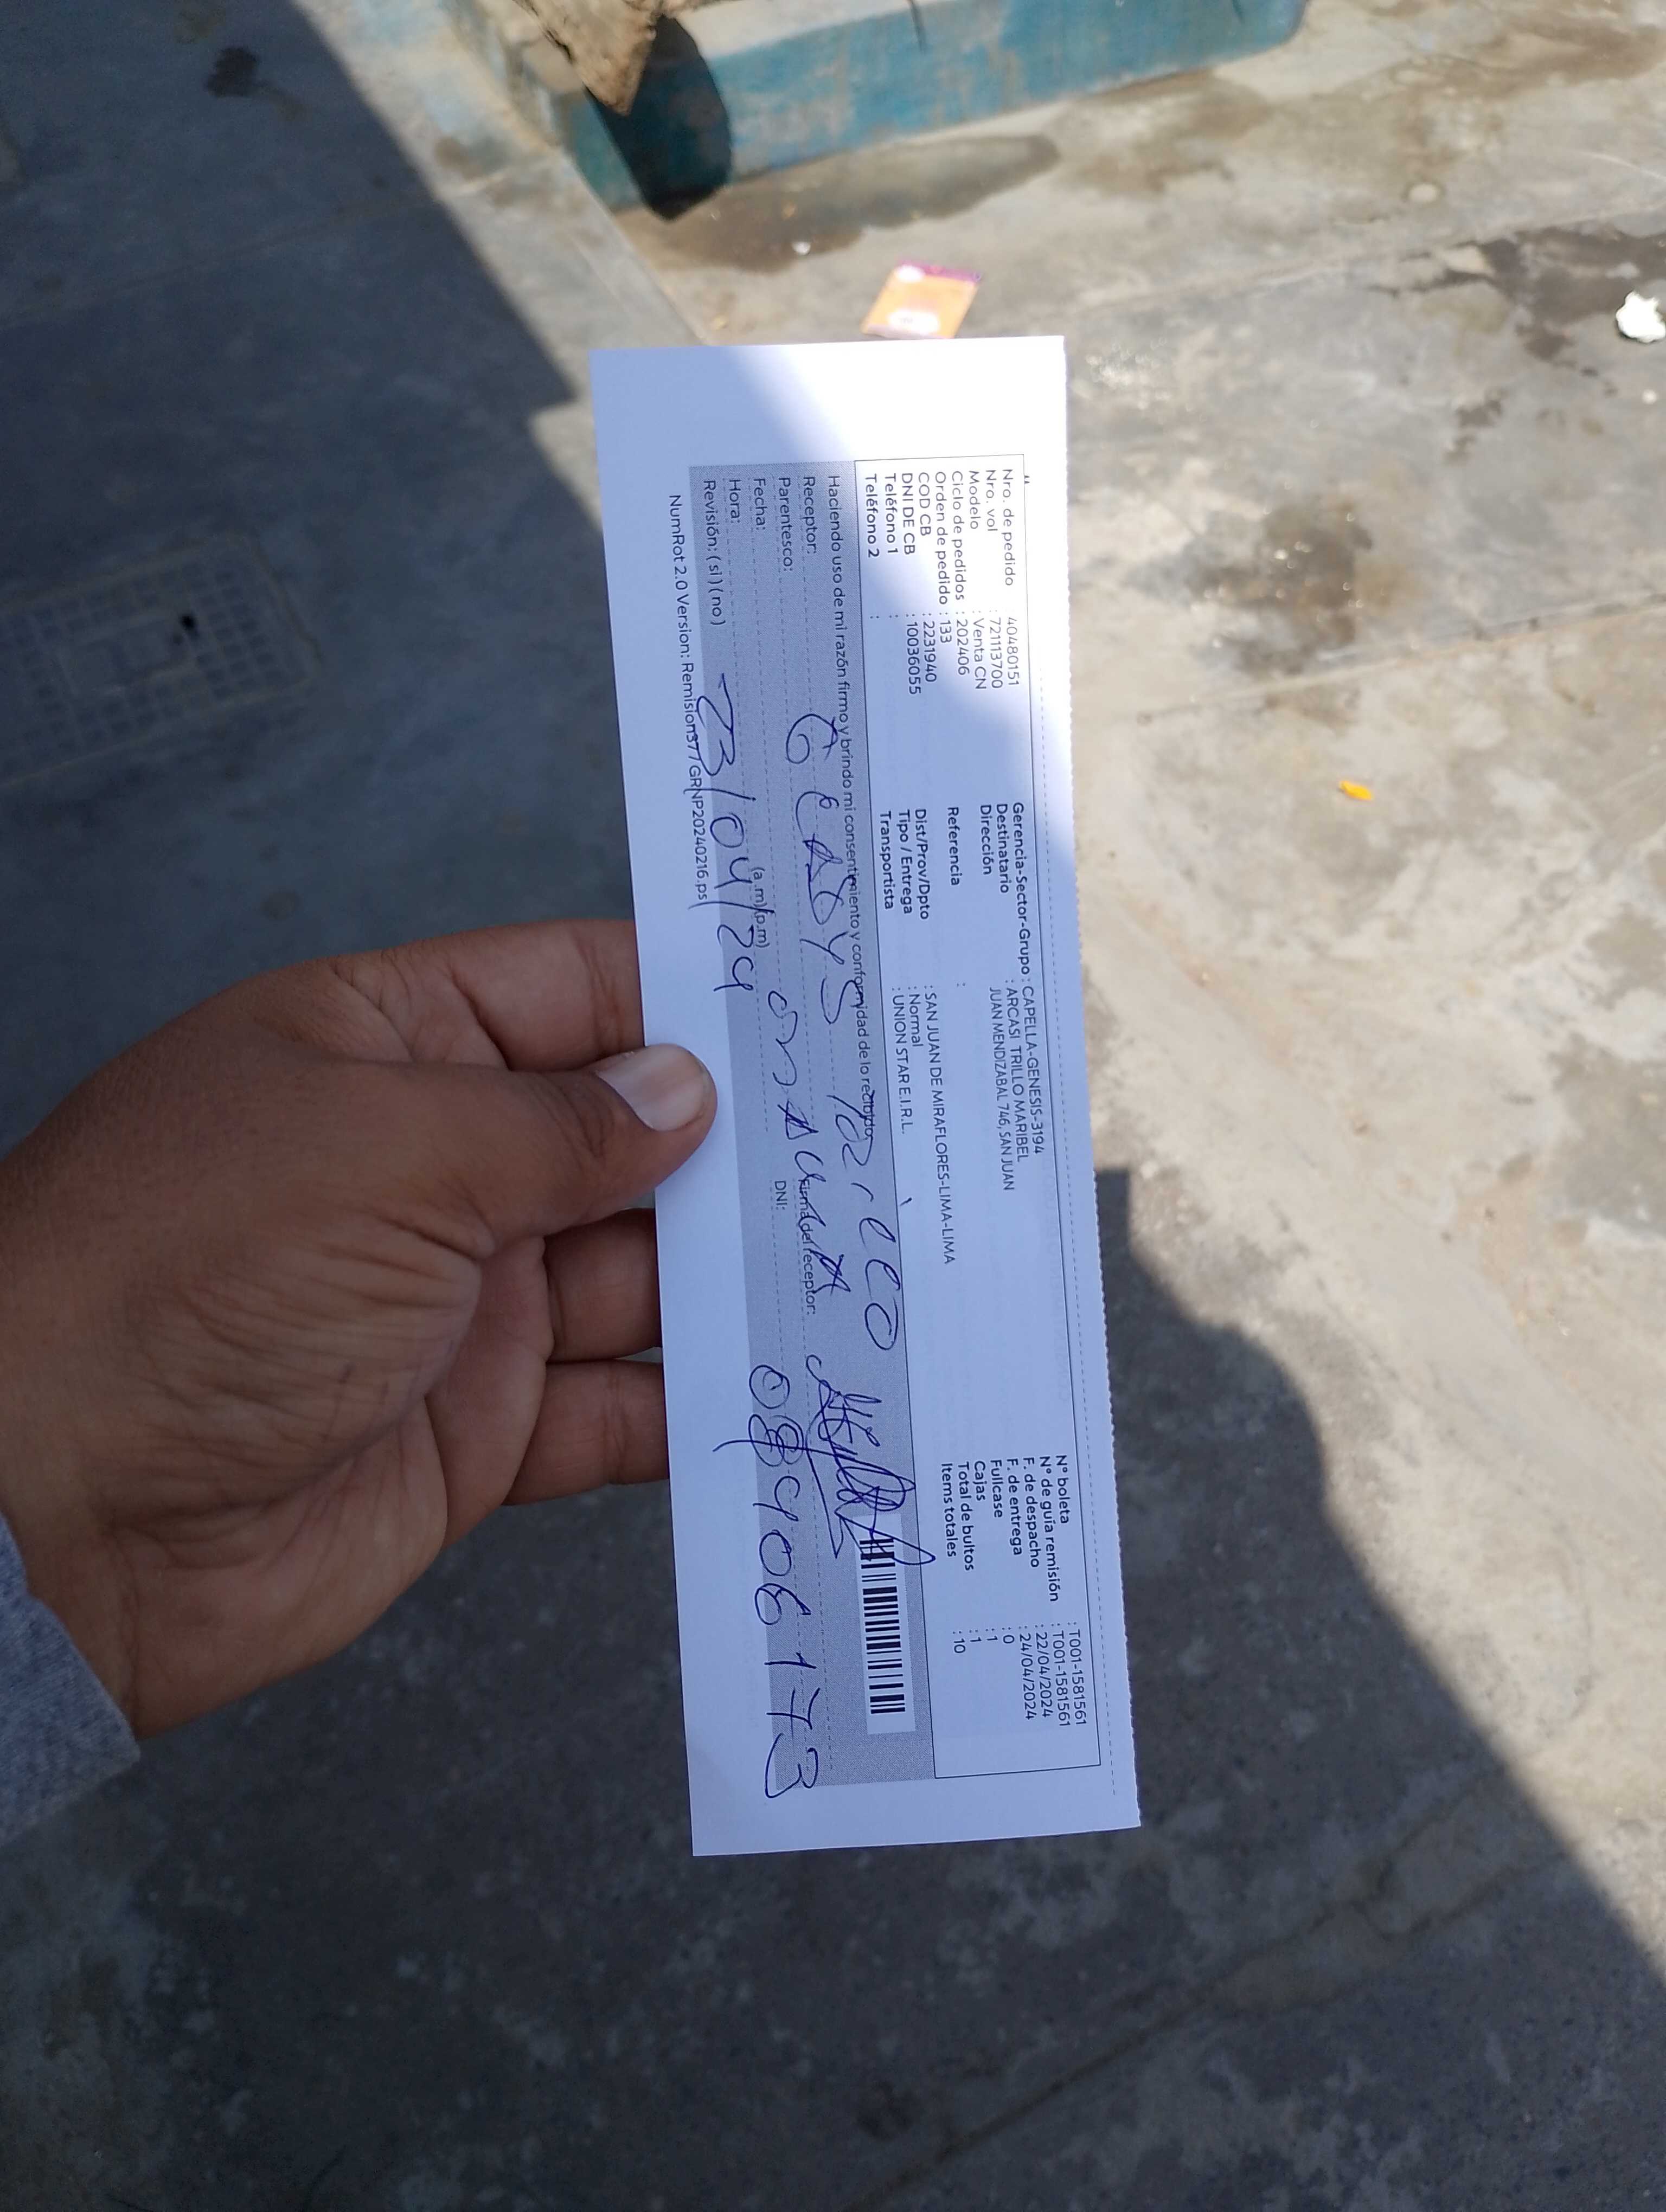 Nro. de pedido 40480151
Nro. vol : 721113700
Modelo : Venta CN
Ciclo de pedidos : 202406
Orden de pedido : 133
COD CB : 2231940
DNI DE CB : 10036055
Teléfono 1 :
Teléfono 2 :
Gerencia-Sector-Grupo : CAPELLA-GENESIS-3194
Destinatario : ARCASI TRILLO MARIBEL
Dirección JUAN MENDIZABAL 746, SAN JUAN
Referencia :
Dist/Prov/Dpto : SAN JUAN DE MIRAFLORES-LIMA-LIMA
Tipo / Entrega : Normal
Transportista : UNION STAR E.I.R.L.
N° boleta : T001-1581561
N° de guía remisión : T001-1581561
F. de despacho : 22/04/2024
F. de entrega : 24/04/2024
Fullcase : 0
Cajas : 1
Total de bultos : 1
Items totales : 10
Haciendo uso de mi razón firmo y brindo mi consentimiento y conformidad de lo recibido,
Receptor:
Parentesco:
Firma del receptor:
Fecha: DNI:
Hora: (a.m)(p.m)
Revisión: (si) (no) 23/04/24
NumRot 2.0 Version: Remision377GRNP20240216.ps